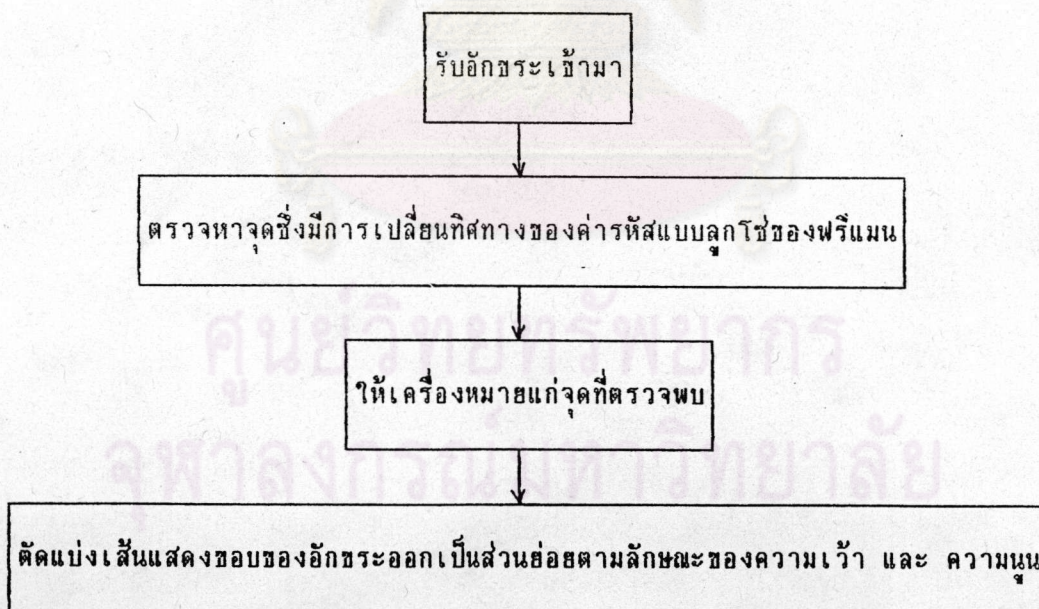 รับอักขระเข้ามา
ตรวจหาจุดซึ่งมีการเปลี่ยนทิศทางของค่ารหัสแบบลูกโซ่ของฟรีแมน
ศูนย์วิทยทรัพยากร
ให้เครื่องหมายแก่จุดที่ตรวจพบ
จุฬาลงกรณ์มหาวิทยาลัย
ตัดแบ่งเส้นแสดงขอบของอักขระออกเป็นส่วนย่อยตามลักษณะของความเว้า และ ความนูน